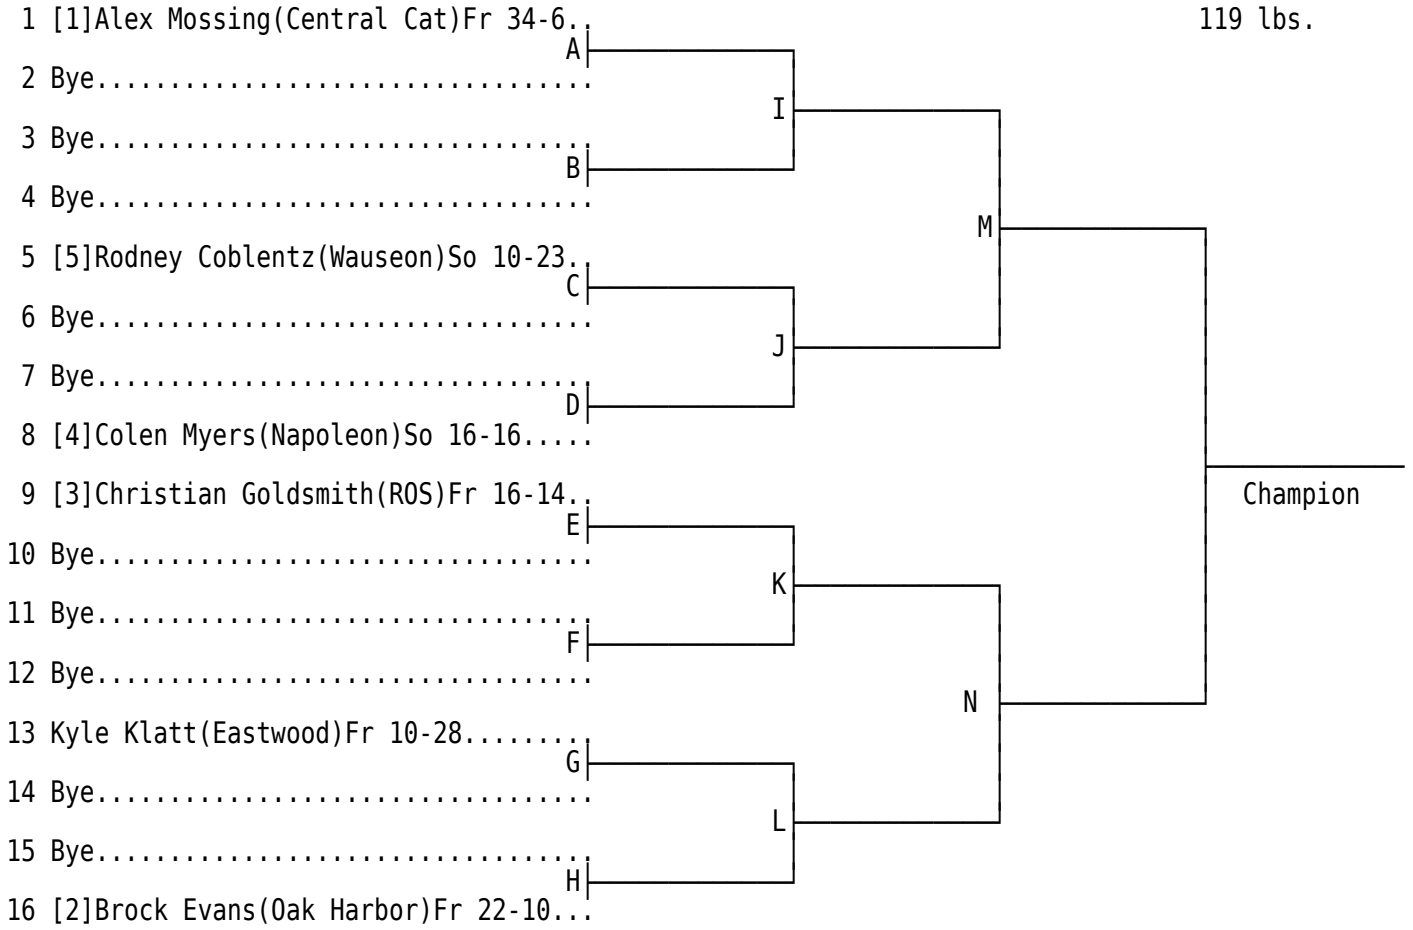 1 [1]Alex Mossing(Central Cat)Fr 34-6..
119 lbs.
A
2 Bye..................................
I
3 Bye..................................
B
4 Bye..................................
M
5 [5]Rodney Coblentz(Wauseon)So 10-23..
C
6 Bye..................................
J
7 Bye..................................
D
8 [4]Colen Myers(Napoleon)So 16-16.....
9 [3]Christian Goldsmith(ROS)Fr 16-14..
Champion
E
10 Bye..................................
K
11 Bye..................................
F
12 Bye..................................
N
13 Kyle Klatt(Eastwood)Fr 10-28.........
G
14 Bye..................................
L
15 Bye..................................
H
16 [2]Brock Evans(Oak Harbor)Fr 22-10...